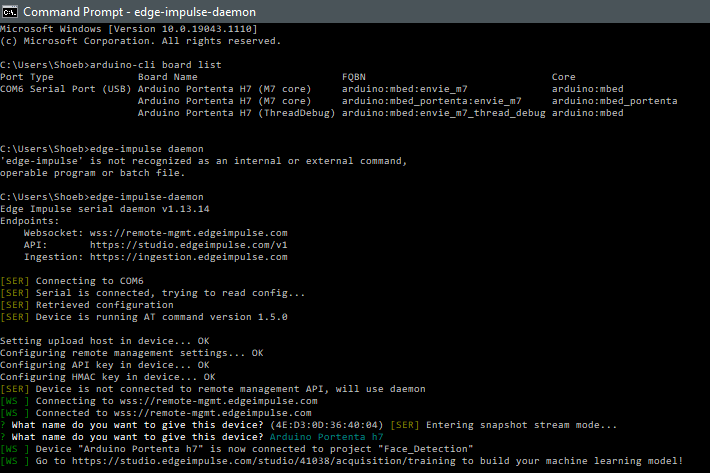 Command Prompt - edge-impulse-daemon
Microsoft Windows [Version 10.0.19043.1110]
(c) Microsoft Corporation. All rights reserved.
C:\Users\Shoeb>arduino-cli board list
Port Type              Board Name                          FQBN                               Core
COM6 Serial Port (USB) Arduino Portenta H7 (M7 core)       arduino:mbed:envie_m7              arduino:mbed
Arduino Portenta H7 (M7 core)       arduino:mbed_portenta:envie_m7     arduino:mbed_portenta
Arduino Portenta H7 (ThreadDebug) arduino:mbed:envie_m7_thread_debug arduino:mbed
C:\Users\Shoeb>edge-impulse daemon
'edge-impulse' is not recognized as an internal or external command,
operable program or batch file.
C:\Users\Shoeb>edge-impulse-daemon
Edge Impulse serial daemon v1.13.14
Endpoints:
Websocket: wss://remote-mgmt.edgeimpulse.com
API:       https://studio.edgeimpulse.com/v1
Ingestion: https://ingestion.edgeimpulse.com
[SER] Connecting to COM6
[SER] Serial is connected, trying to read config...
[SER] Retrieved configuration
[SER] Device is running AT command version 1.5.0
Setting upload host in device... OK
Configuring remote management settings... OK
Configuring API key in device... OK
Configuring HMAC key in device... OK
[SER] Device is not connected to remote management API, will use daemon
[WS ] Connecting to wss://remote-mgmt.edgeimpulse.com
[WS ] Connected to wss://remote-mgmt.edgeimpulse.com
? What name do you want to give this device? (4E:D3:0D:36:40:04) [SER] Entering snapshot stream mode...
? What name do you want to give this device? Arduino Portenta h7
[WS ] Device "Arduino Portenta h7" is now connected to project "Face_Detection"
[WS ] Go to https://studio.edgeimpulse.com/studio/41038/acquisition/training to build your machine learning model!